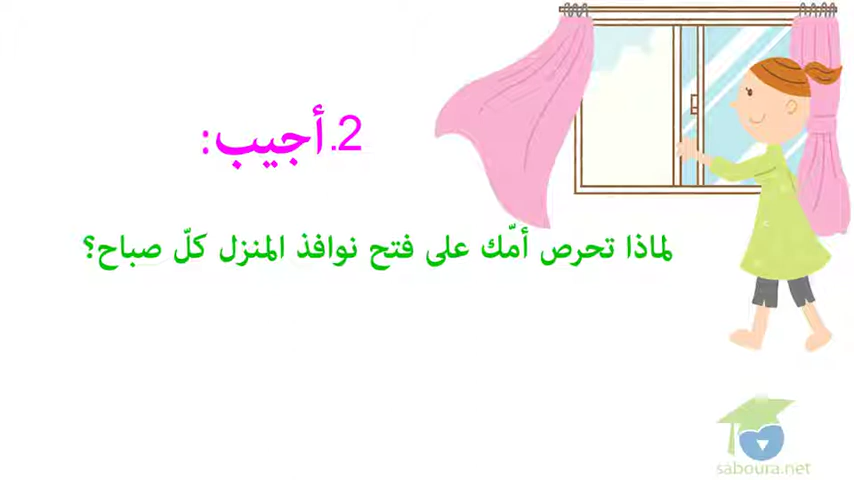 2. أجيب:
لماذا تحرص أمّك على فتح نوافذ المنزل كلّ صباح؟
saboura.net